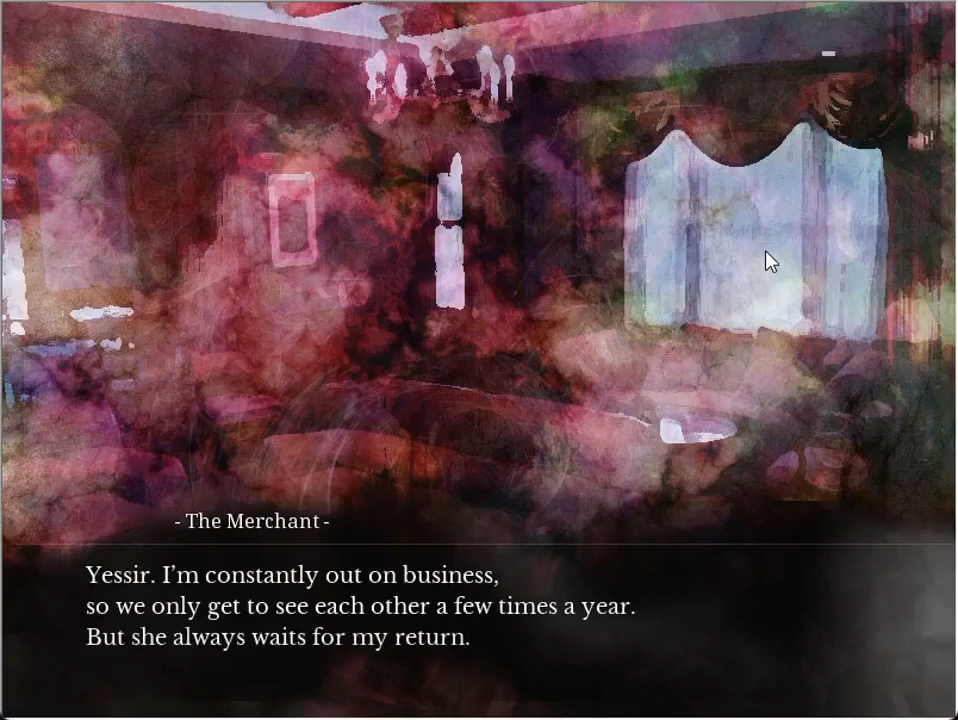 - The Merchant -
Yessir. I’m constantly out on business,
so we only get to see each other a few times a year.
But she always waits for my return.